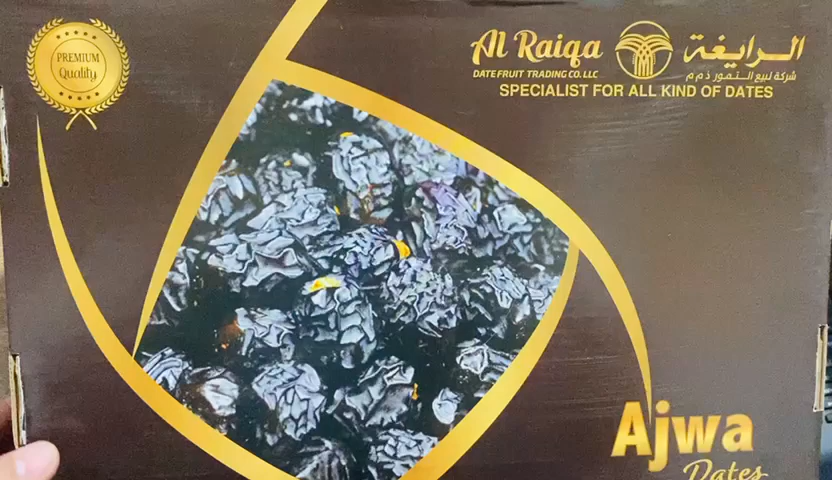 PREMIUM
Quality
Al Raiqa
DATE FRUIT TRADING CO. LLC
الرايغة
شركة لبيع التمور ذ م م
SPECIALIST FOR ALL KIND OF DATES
Ajwa
Dates